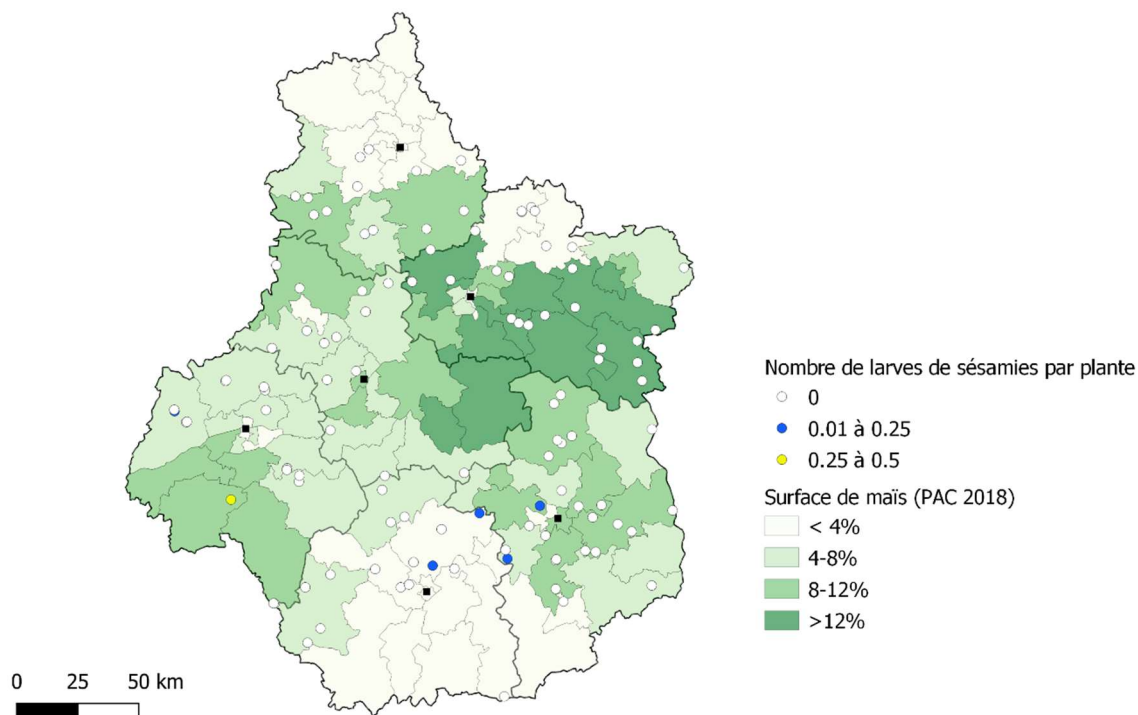 Nombre de larves de sésamies par plante
0
0.01 à 0.25
0.25 à 0.5
Surface de maïs (PAC 2018)
< 4%
4-8%
8-12%
>12%
0 25 50 km